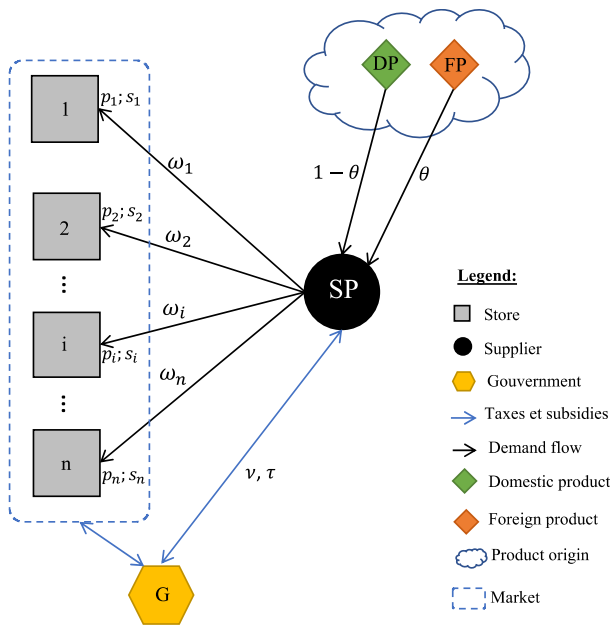 DP
FP
1
p₁; s₁
ω₁
1 − θ
θ
2
p₂; s₂
ω₂
...
SP
Legend:
Store
i
pᵢ; sᵢ
ωᵢ
Supplier
...
ωₙ
Gouvernment
Taxes et subsidies
n
pₙ; sₙ
ν, τ
Demand flow
Domestic product
Foreign product
Product origin
G
Market